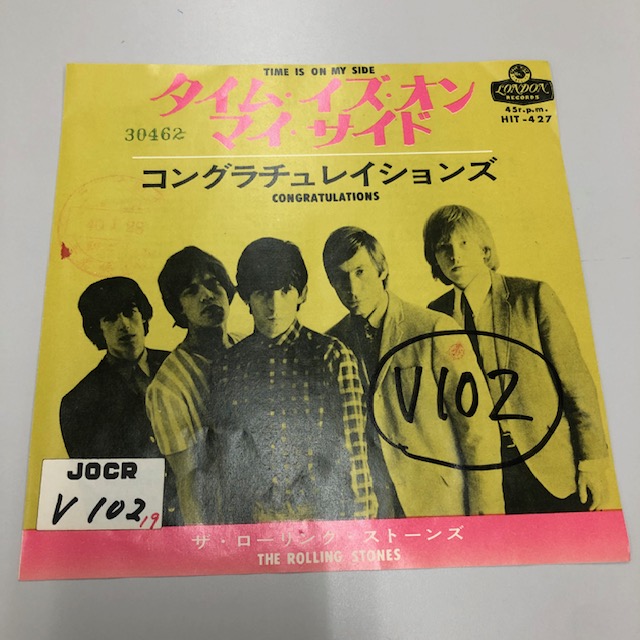 TIME IS ON MY SIDE
タイム・イズ・オン
マイ・サイド
LONDON
RECORDS
45r.p.m.
HIT-427
30462
コングラチュレイションズ
CONGRATULATIONS
V102
JOCR
V 102
19
ザ・ローリング・ストーンズ
THE ROLLING STONES